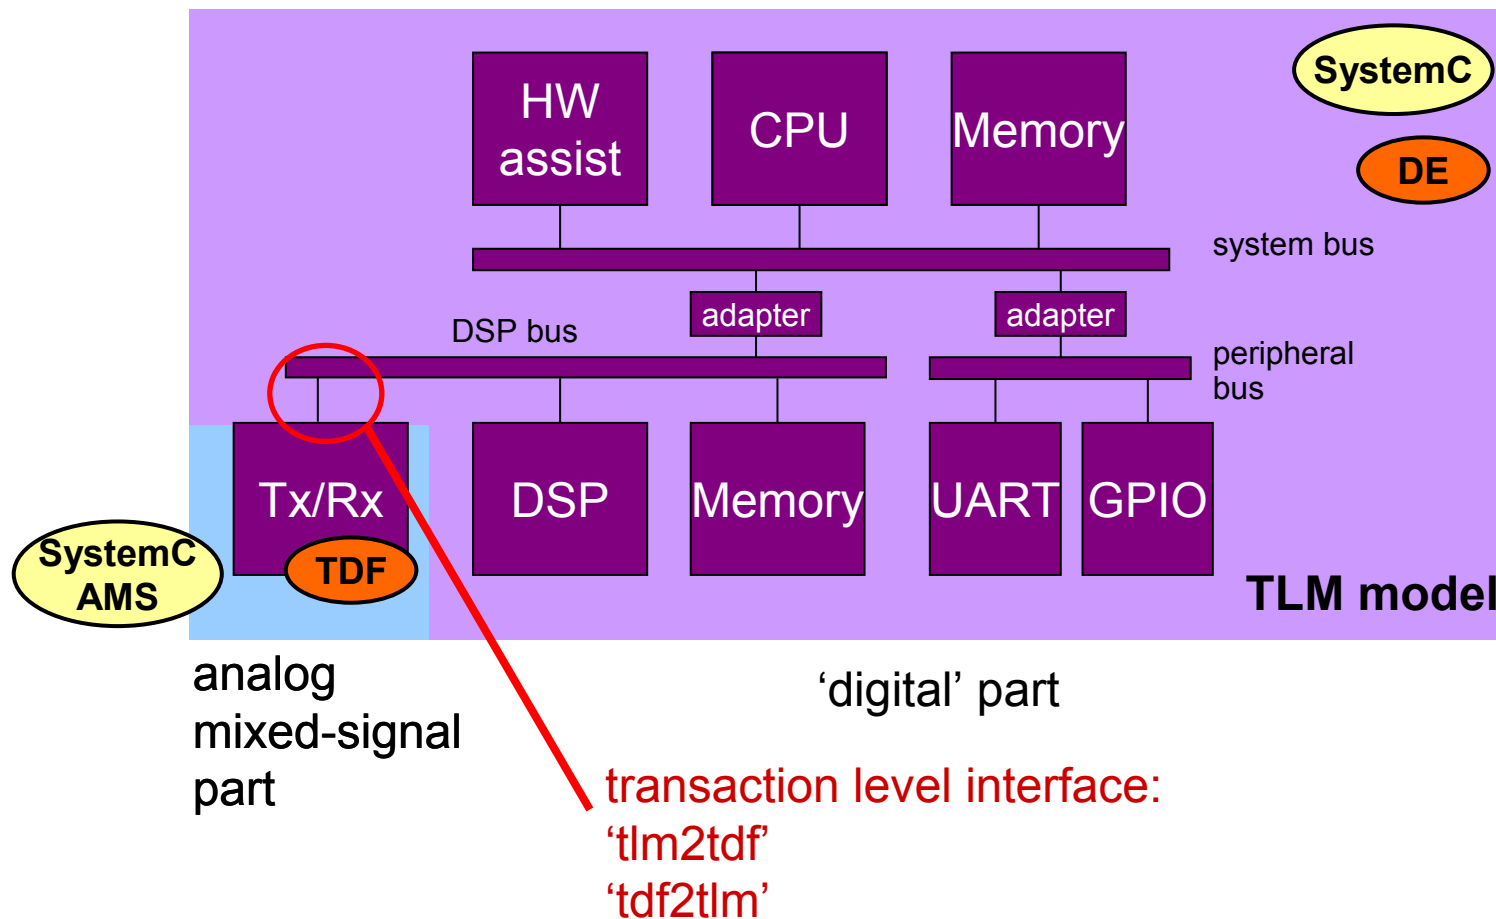 HW
assist
CPU
Memory
SystemC
DE
system bus
adapter
adapter
DSP bus
peripheral
bus
Tx/Rx
DSP
Memory
UART
GPIO
SystemC
AMS
TDF
TLM model
analog
mixed-signal
part
‘digital’ part
transaction level interface:
‘tlm2tdf’
‘tdf2tlm’